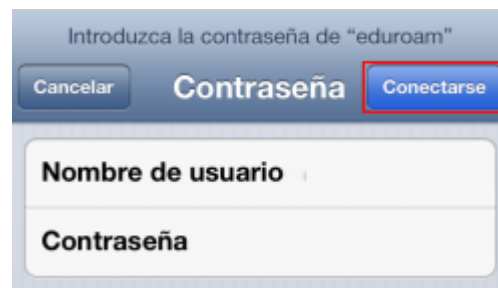 Introduzca la contraseña de “eduroam”
Cancelar Contraseña Conectarse
Nombre de usuario
Contraseña